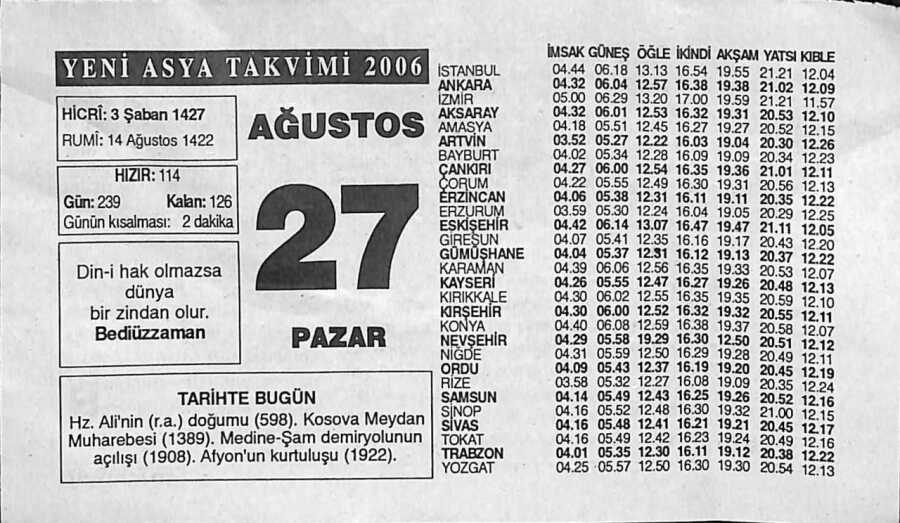 YENİ ASYA TAKVİMİ 2006
HİCRÎ: 3 Şaban 1427
RUMİ: 14 Ağustos 1422
HIZIR: 114
Gün: 239 Kalan: 126
Günün kısalması: 2 dakika
Din-i hak olmazsa
dünya
bir zindan olur.
Bediüzzaman
AĞUSTOS
27
PAZAR
TARİHTE BUGÜN
Hz. Ali'nin (r.a.) doğumu (598). Kosova Meydan
Muharebesi (1389). Medine-Şam demiryolunun
açılışı (1908). Afyon'un kurtuluşu (1922).
İMSAK GÜNEŞ ÖĞLE İKİNDİ AKŞAM YATSI KIBLE
İSTANBUL 04.44 06.18 13.13 16.54 19.55 21.21 12.04
ANKARA 04.32 06.04 12.57 16.38 19.38 21.02 12.09
İZMİR 05.00 06.29 13.20 17.00 19.59 21.21 11.57
AKSARAY 04.32 06.01 12.53 16.32 19.31 20.53 12.10
AMASYA 04.18 05.51 12.45 16.27 19.27 20.52 12.15
ARTVİN 03.52 05.27 12.22 16.03 19.04 20.30 12.26
BAYBURT 04.02 05.34 12.28 16.09 19.09 20.34 12.23
ÇANKIRI 04.27 06.00 12.54 16.35 19.36 21.01 12.11
ÇORUM 04.22 05.55 12.49 16.30 19.31 20.56 12.13
ERZİNCAN 04.06 05.38 12.31 16.11 19.11 20.35 12.22
ERZURUM 03.59 05.30 12.24 16.04 19.05 20.29 12.25
ESKİŞEHİR 04.42 06.14 13.07 16.47 19.47 21.11 12.05
GİRESUN 04.07 05.41 12.35 16.16 19.17 20.43 12.20
GÜMÜŞHANE 04.04 05.37 12.31 16.12 19.13 20.37 12.22
KARAMAN 04.39 06.06 12.56 16.35 19.33 20.53 12.07
KAYSERİ 04.26 05.55 12.47 16.27 19.26 20.48 12.13
KIRIKKALE 04.30 06.02 12.55 16.35 19.35 20.59 12.10
KIRŞEHİR 04.30 06.00 12.52 16.32 19.32 20.55 12.11
KONYA 04.40 06.08 12.59 16.38 19.37 20.58 12.07
NEVŞEHİR 04.29 05.58 19.29 16.30 12.50 20.51 12.12
NİĞDE 04.31 05.59 12.50 16.29 19.28 20.49 12.11
ORDU 04.09 05.43 12.37 16.19 19.20 20.45 12.19
RİZE 03.58 05.32 12.27 16.08 19.09 20.35 12.24
SAMSUN 04.14 05.49 12.43 16.25 19.26 20.52 12.16
SİNOP 04.16 05.52 12.48 16.30 19.32 21.00 12.15
SİVAS 04.16 05.48 12.41 16.21 19.21 20.45 12.17
TOKAT 04.16 05.49 12.42 16.23 19.24 20.49 12.16
TRABZON 04.01 05.35 12.30 16.11 19.12 20.38 12.22
YOZGAT 04.25 05.57 12.50 16.30 19.30 20.54 12.13